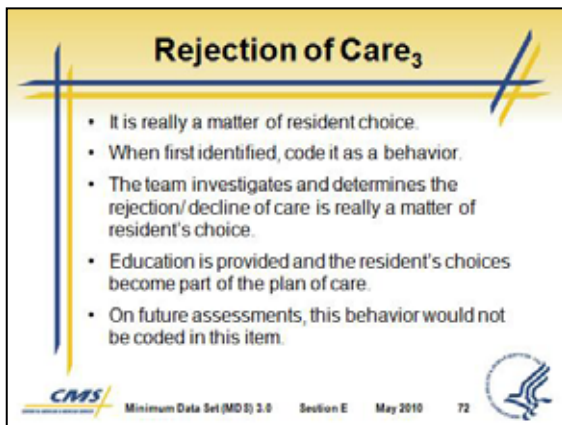 Rejection of Care3
• It is really a matter of resident choice.
• When first identified, code it as a behavior.
• The team investigates and determines the
rejection/ decline of care is really a matter of
resident's choice.
• Education is provided and the resident's choices
become part of the plan of care.
• On future assessments, this behavior would not
be coded in this item.
CMS
Minimum Data Set (MDS) 3.0 Section E May 2010 72